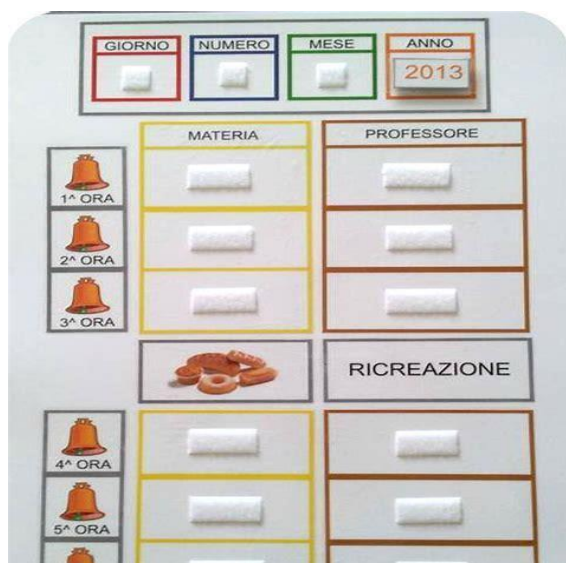 GIORNO NUMERO MESE ANNO
2013
MATERIA PROFESSORE
1^ ORA
2^ ORA
3^ ORA
RICREAZIONE
4^ ORA
5^ ORA